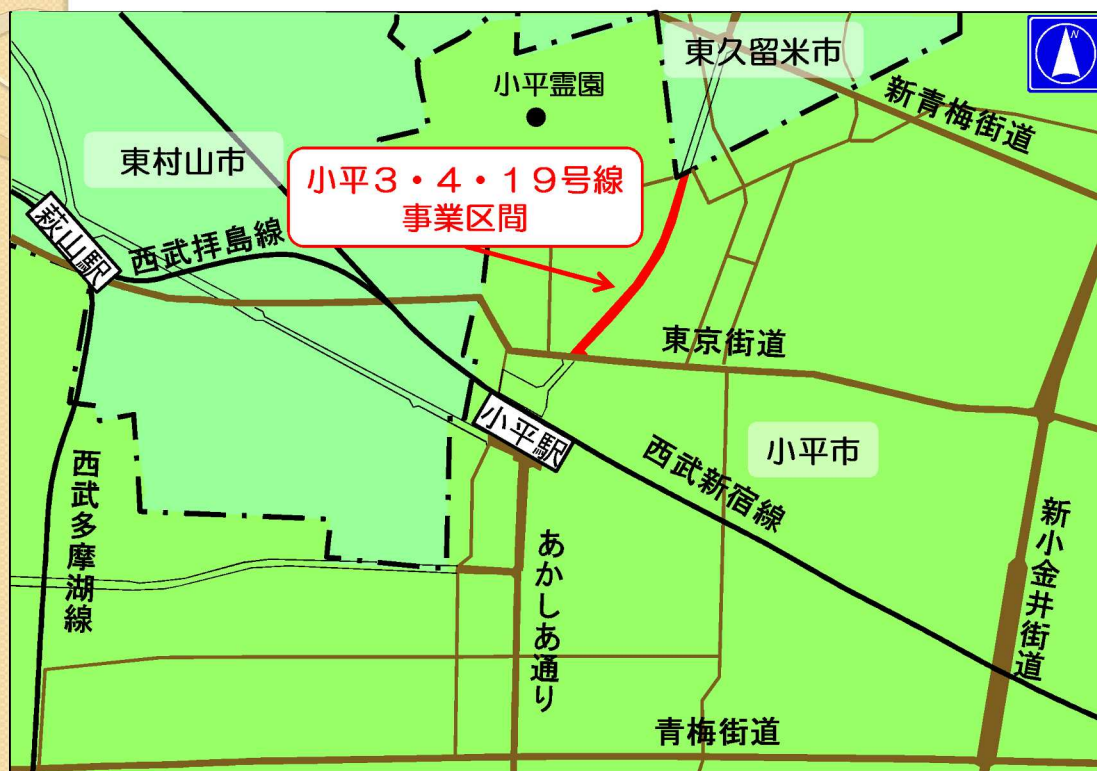 東久留米市
N
小平霊園
新青梅街道
東村山市
小平3・4・19号線
事業区間
萩山駅
西武拝島線
東京街道
小平駅
小平市
西武新宿線
西武多摩湖線
あかしあ通り
新小金井街道
青梅街道